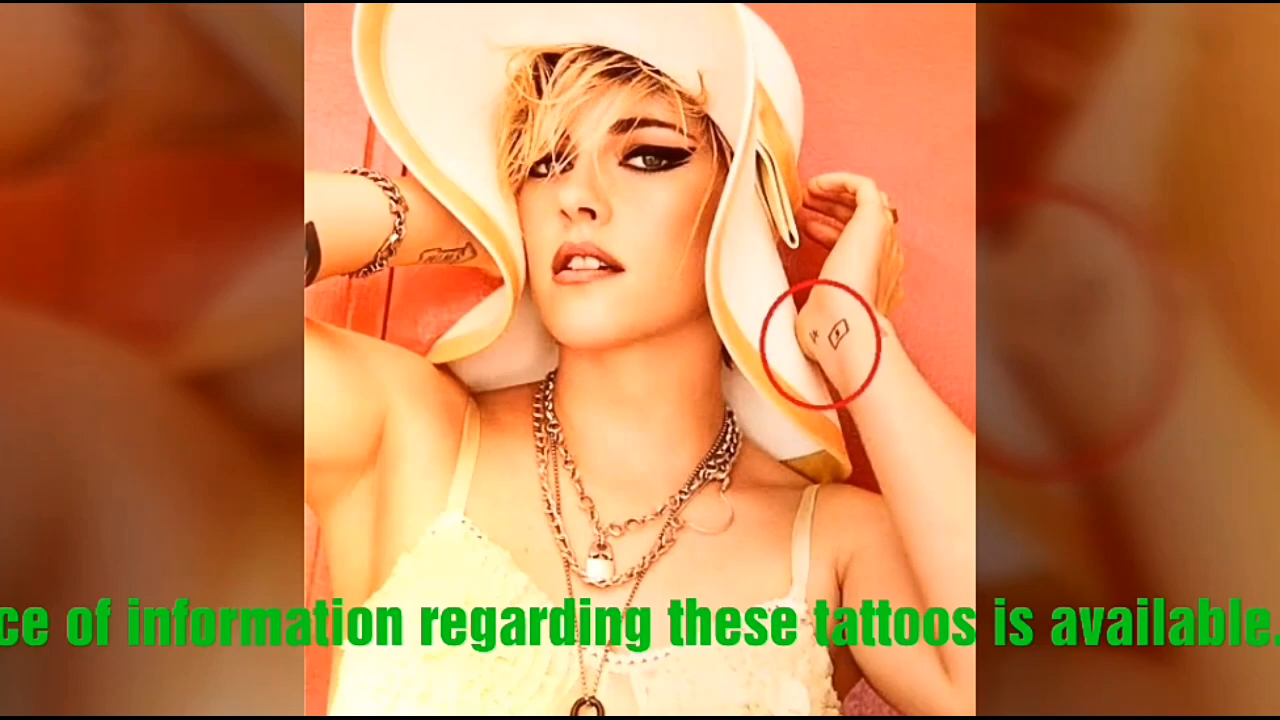 ce of information regarding these tattoos is available.